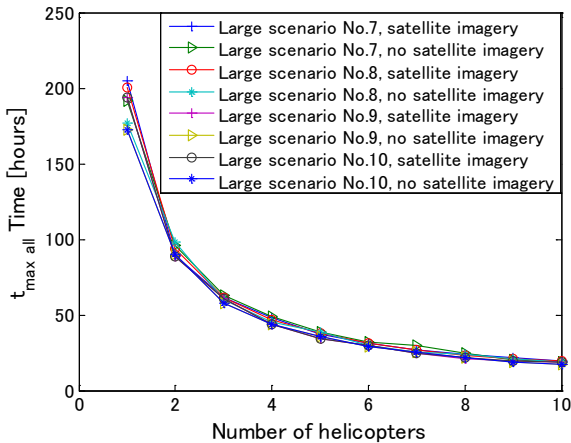 250
200
150
100
50
0
t_max all Time [hours]
Large scenario No.7, satellite imagery
Large scenario No.7, no satellite imagery
Large scenario No.8, satellite imagery
Large scenario No.8, no satellite imagery
Large scenario No.9, satellite imagery
Large scenario No.9, no satellite imagery
Large scenario No.10, satellite imagery
Large scenario No.10, no satellite imagery
0 2 4 6 8 10
Number of helicopters